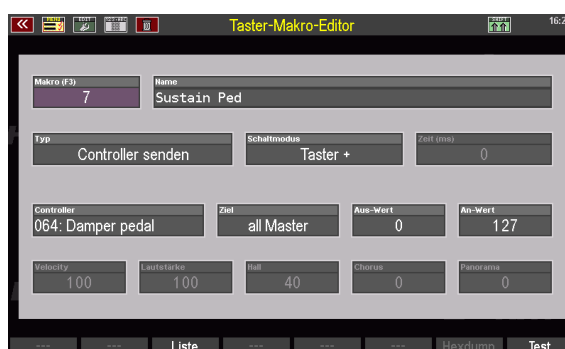 Taster-Makro-Editor
Makro (F3)
7
Name
Sustain Ped
Typ
Controller senden
Schaltmodus
Taster +
Zeit (ms)
0
Controller
064: Damper pedal
Ziel
all Master
Aus-Wert
0
An-Wert
127
Velocity
100
Lautstärke
100
Hall
40
Chorus
0
Panorama
0
--- --- Liste --- --- --- Hexdump Test